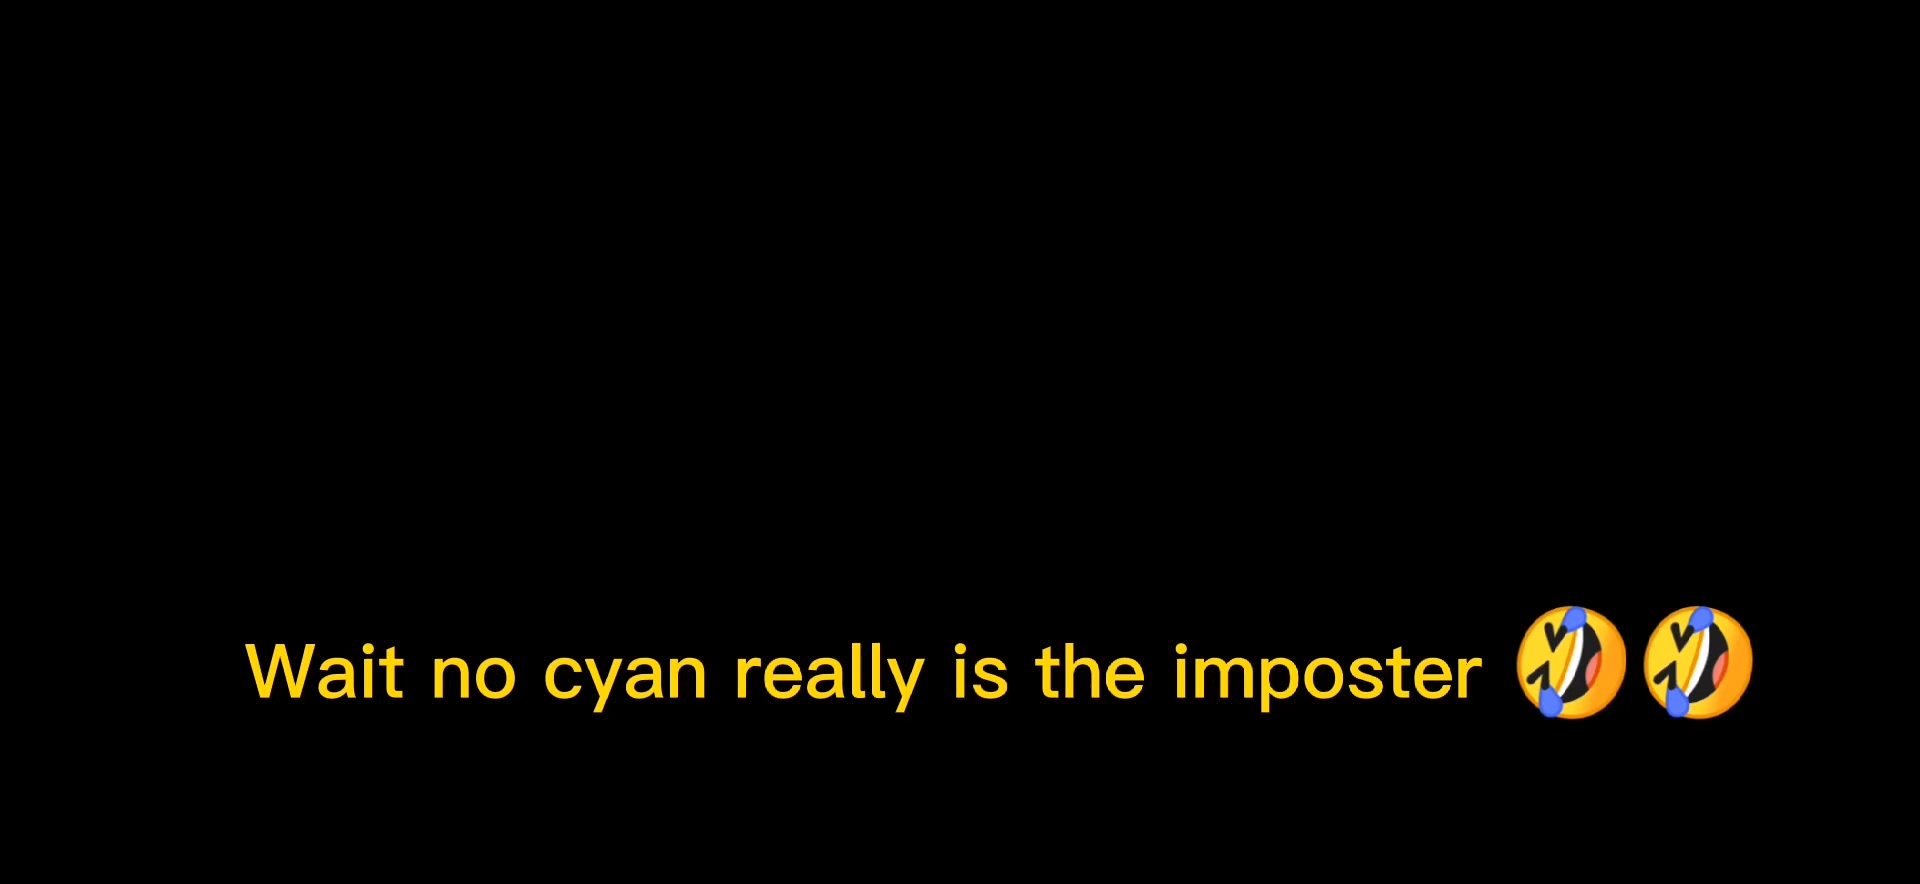 Wait no cyan really is the imposter 🤣🤣